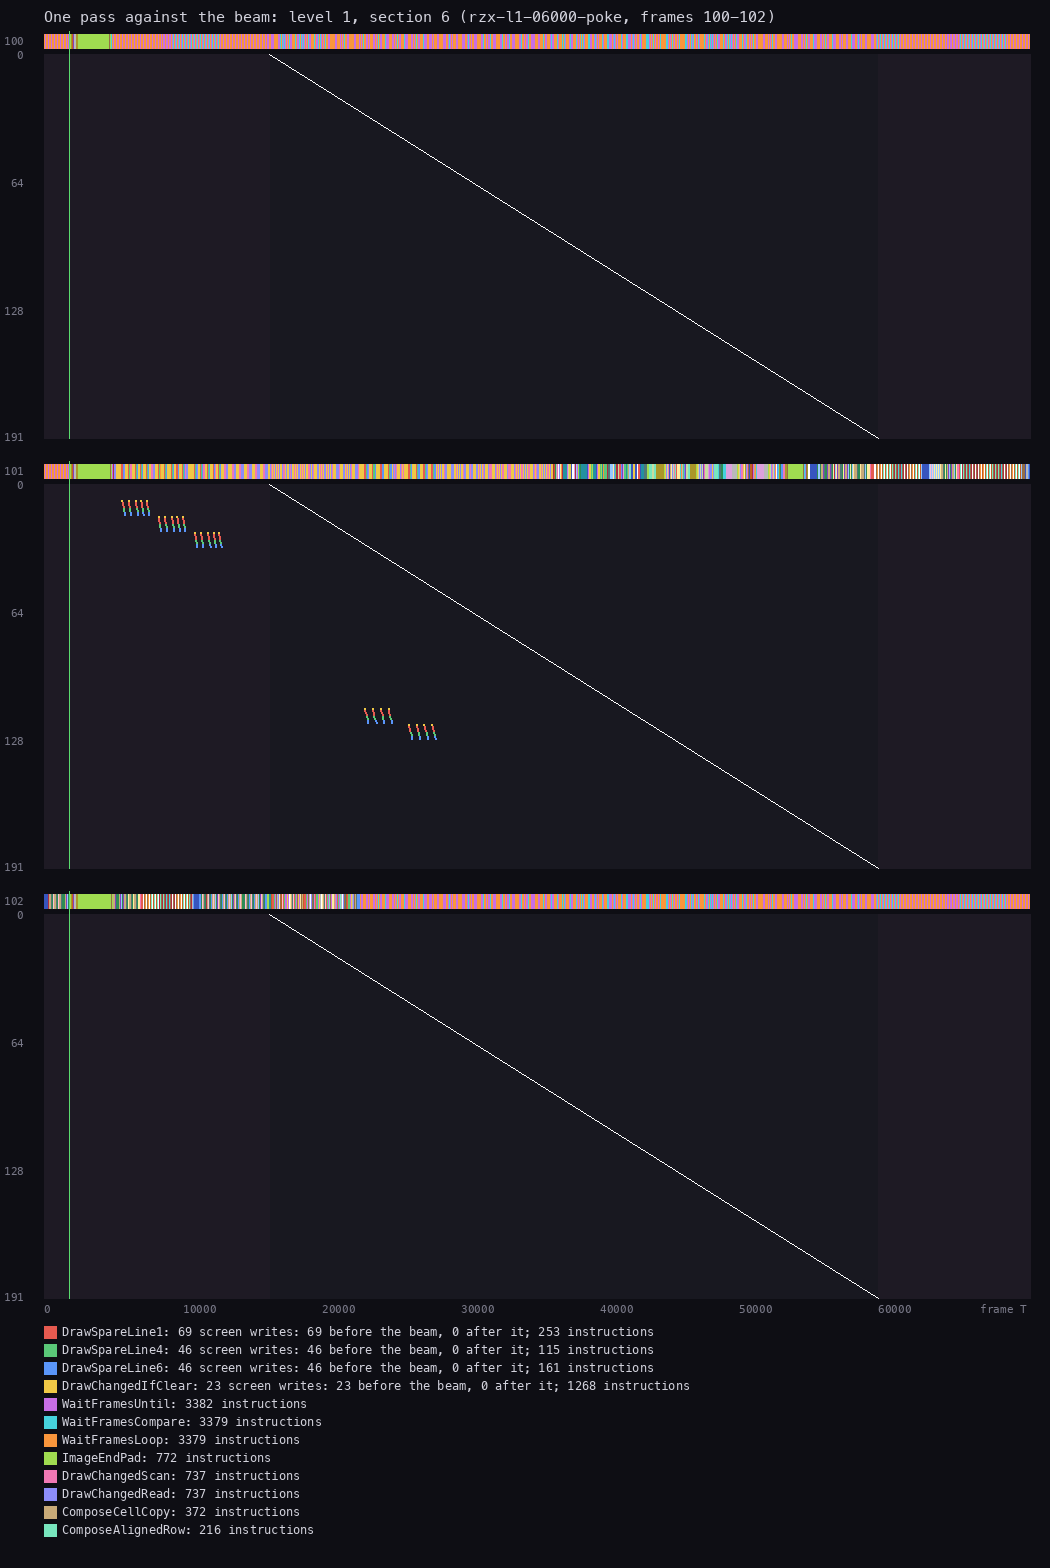 One pass against the beam: level 1, section 6 (rzx−l1−06000−poke, frames 100−102)
100
0
64
128
191
101
0
64
128
191
102
0
64
128
191
0 10000 20000 30000 40000 50000 60000 frame T
DrawSpareLine1: 69 screen writes: 69 before the beam, 0 after it; 253 instructions
DrawSpareLine4: 46 screen writes: 46 before the beam, 0 after it; 115 instructions
DrawSpareLine6: 46 screen writes: 46 before the beam, 0 after it; 161 instructions
DrawChangedIfClear: 23 screen writes: 23 before the beam, 0 after it; 1268 instructions
WaitFramesUntil: 3382 instructions
WaitFramesCompare: 3379 instructions
WaitFramesLoop: 3379 instructions
ImageEndPad: 772 instructions
DrawChangedScan: 737 instructions
DrawChangedRead: 737 instructions
ComposeCellCopy: 372 instructions
ComposeAlignedRow: 216 instructions